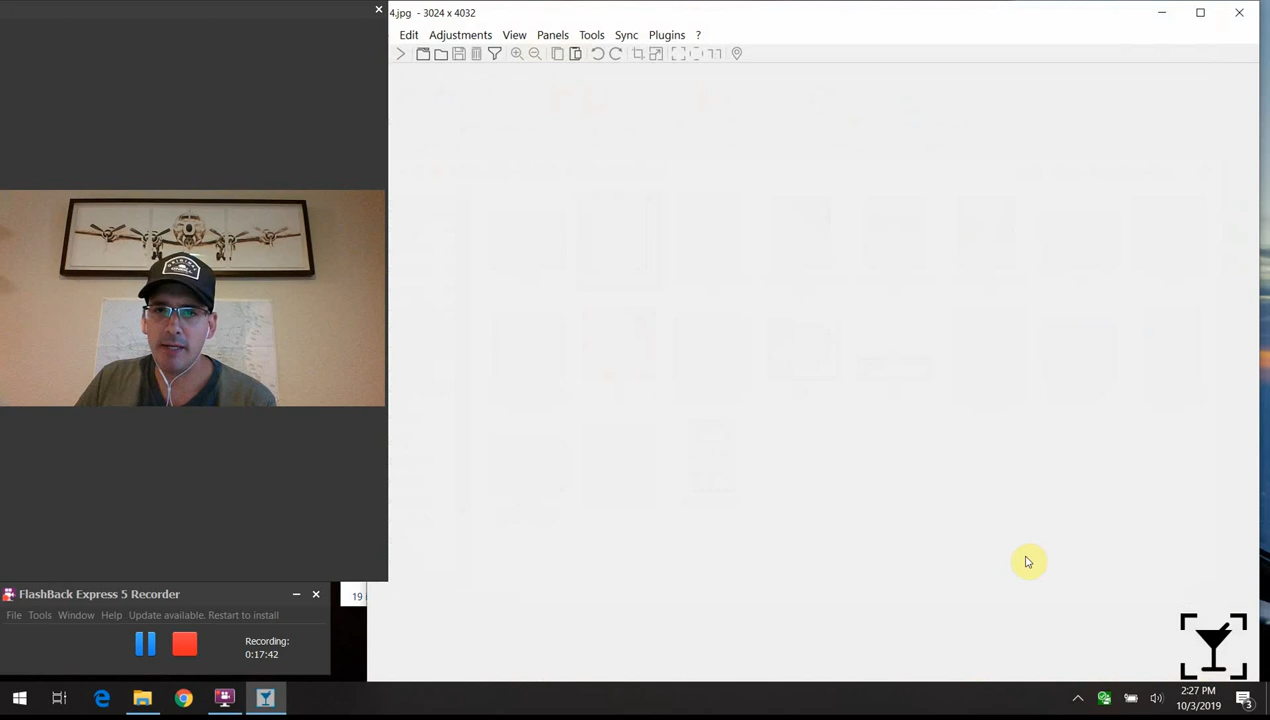 4.jpg - 3024 x 4032
Edit Adjustments View Panels Tools Sync Plugins ?
FlashBack Express 5 Recorder
File Tools Window Help Update available. Restart to install
Recording:
0:17:42
19
2:27 PM
10/3/2019
3